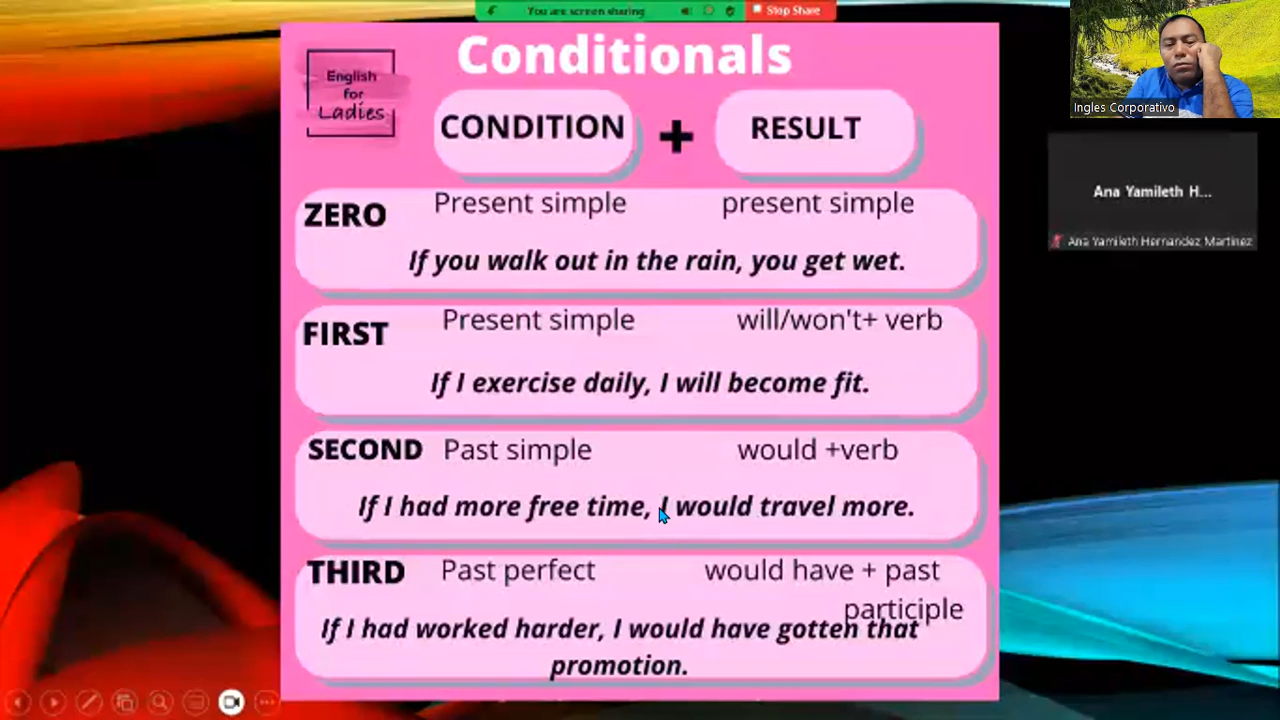 You are screen sharing
Stop Share
English
for
Ladies
Conditionals
CONDITION + RESULT
ZERO Present simple present simple
If you walk out in the rain, you get wet.
FIRST Present simple will/won't+ verb
If I exercise daily, I will become fit.
SECOND Past simple would +verb
If I had more free time, I would travel more.
THIRD Past perfect would have + past
participle
If I had worked harder, I would have gotten that
promotion.
Ingles Corporativo
Ana Yamileth H...
Ana Yamileth Hernandez Martinez